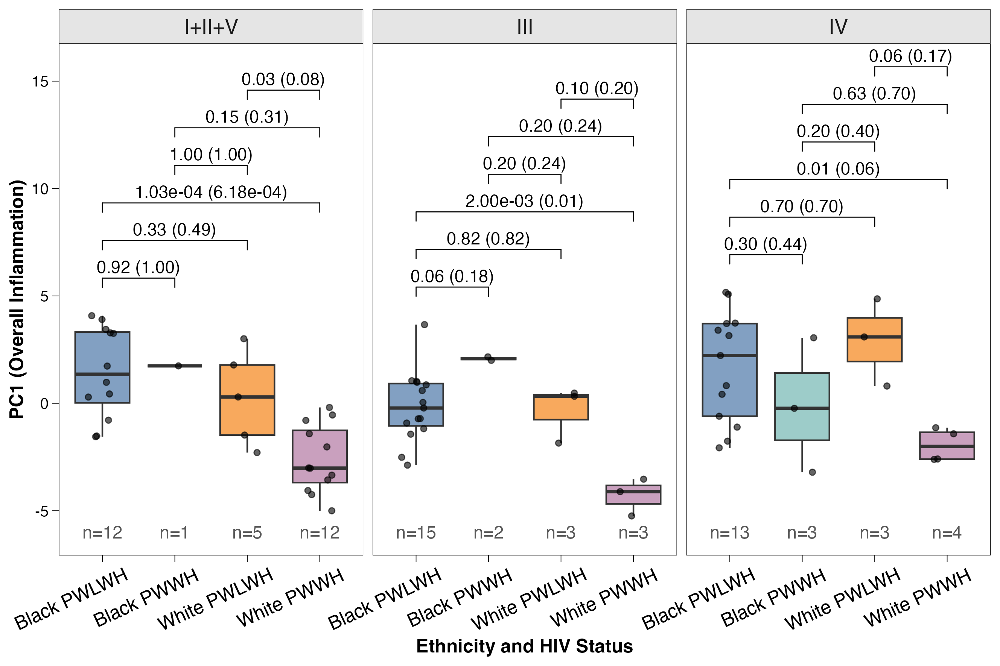 I+II+V
III
IV
PC1 (Overall Inflammation)
15
10
5
0
-5
0.03 (0.08)
0.15 (0.31)
1.00 (1.00)
1.03e-04 (6.18e-04)
0.33 (0.49)
0.92 (1.00)
n=12
n=1
n=5
n=12
0.10 (0.20)
0.20 (0.24)
0.20 (0.24)
2.00e-03 (0.01)
0.82 (0.82)
0.06 (0.18)
n=15
n=2
n=3
n=3
0.06 (0.17)
0.63 (0.70)
0.20 (0.40)
0.01 (0.06)
0.70 (0.70)
0.30 (0.44)
n=13
n=3
n=3
n=4
Black PWLWH
Black PWWH
White PWLWH
White PWWH
Black PWLWH
Black PWWH
White PWLWH
White PWWH
Black PWLWH
Black PWWH
White PWLWH
White PWWH
Ethnicity and HIV Status